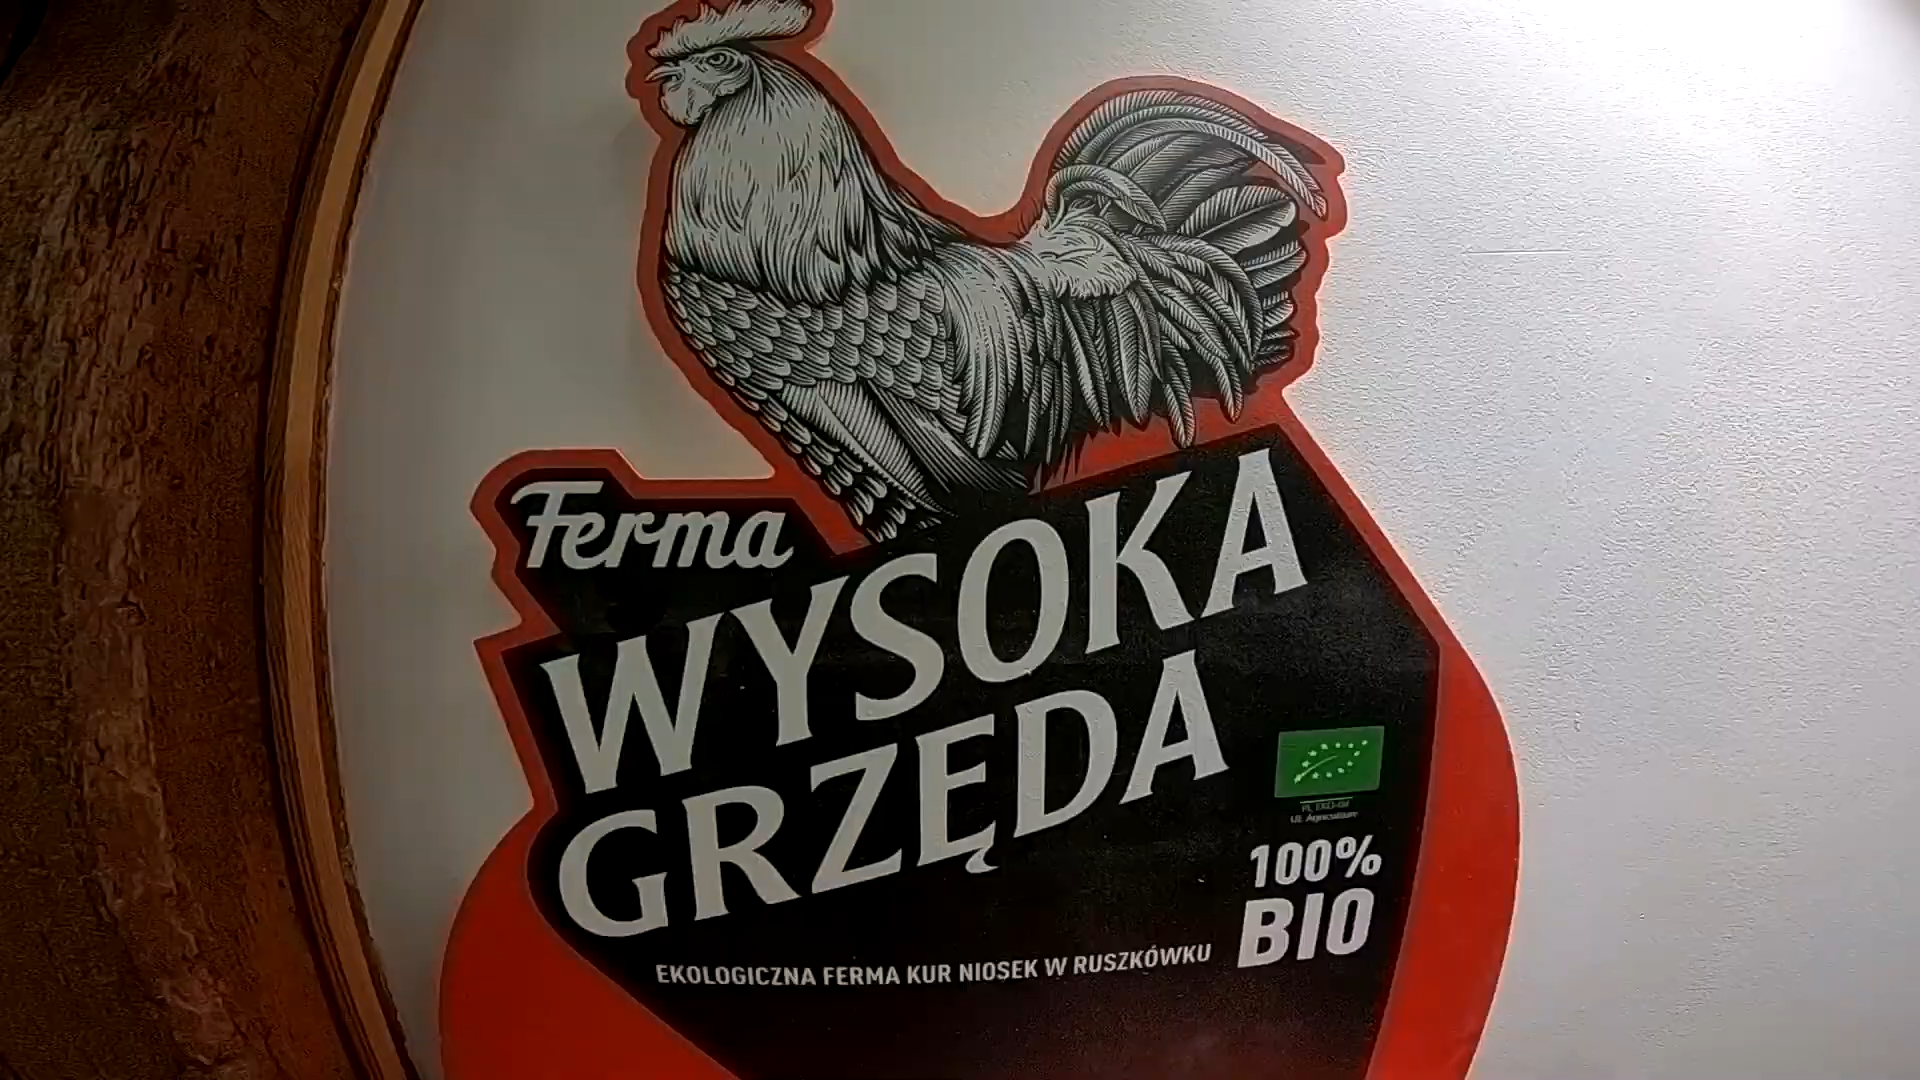 Ferma
WYSOKA
GRZĘDA
100%
BIO
EKOLOGICZNA FERMA KUR NIOSEK W RUSZKÓWKU